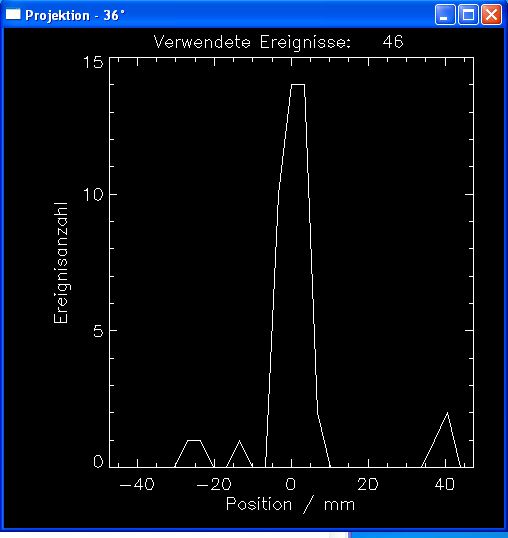 Projektion - 36°
Verwendete Ereignisse: 46
15
10
5
0
Ereignisanzahl
−40 −20 0 20 40
Position / mm